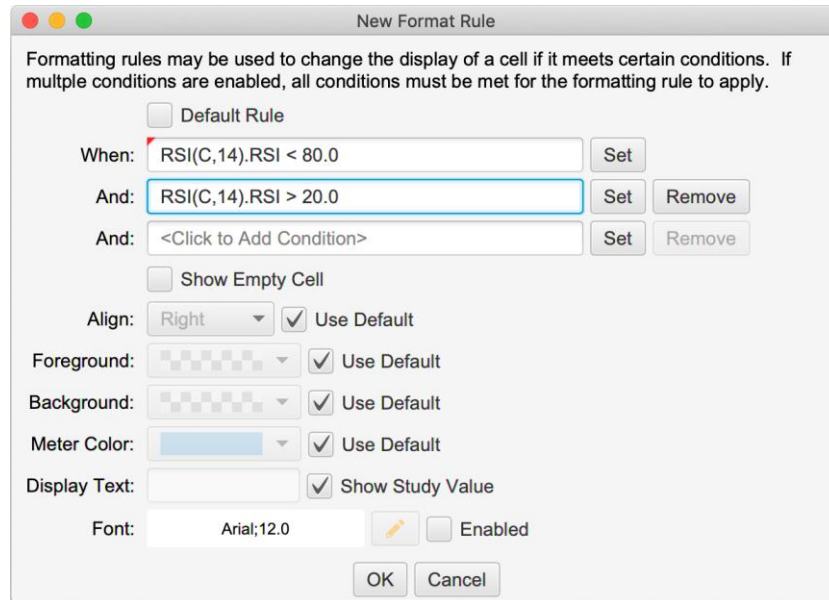 New Format Rule
Formatting rules may be used to change the display of a cell if it meets certain conditions. If
multple conditions are enabled, all conditions must be met for the formatting rule to apply.
Default Rule
When: RSI(C,14).RSI < 80.0 Set
And: RSI(C,14).RSI > 20.0 Set Remove
And: <Click to Add Condition> Set Remove
Show Empty Cell
Align: Right Use Default
Foreground: Use Default
Background: Use Default
Meter Color: Use Default
Display Text: Show Study Value
Font: Arial;12.0 Enabled
OK Cancel